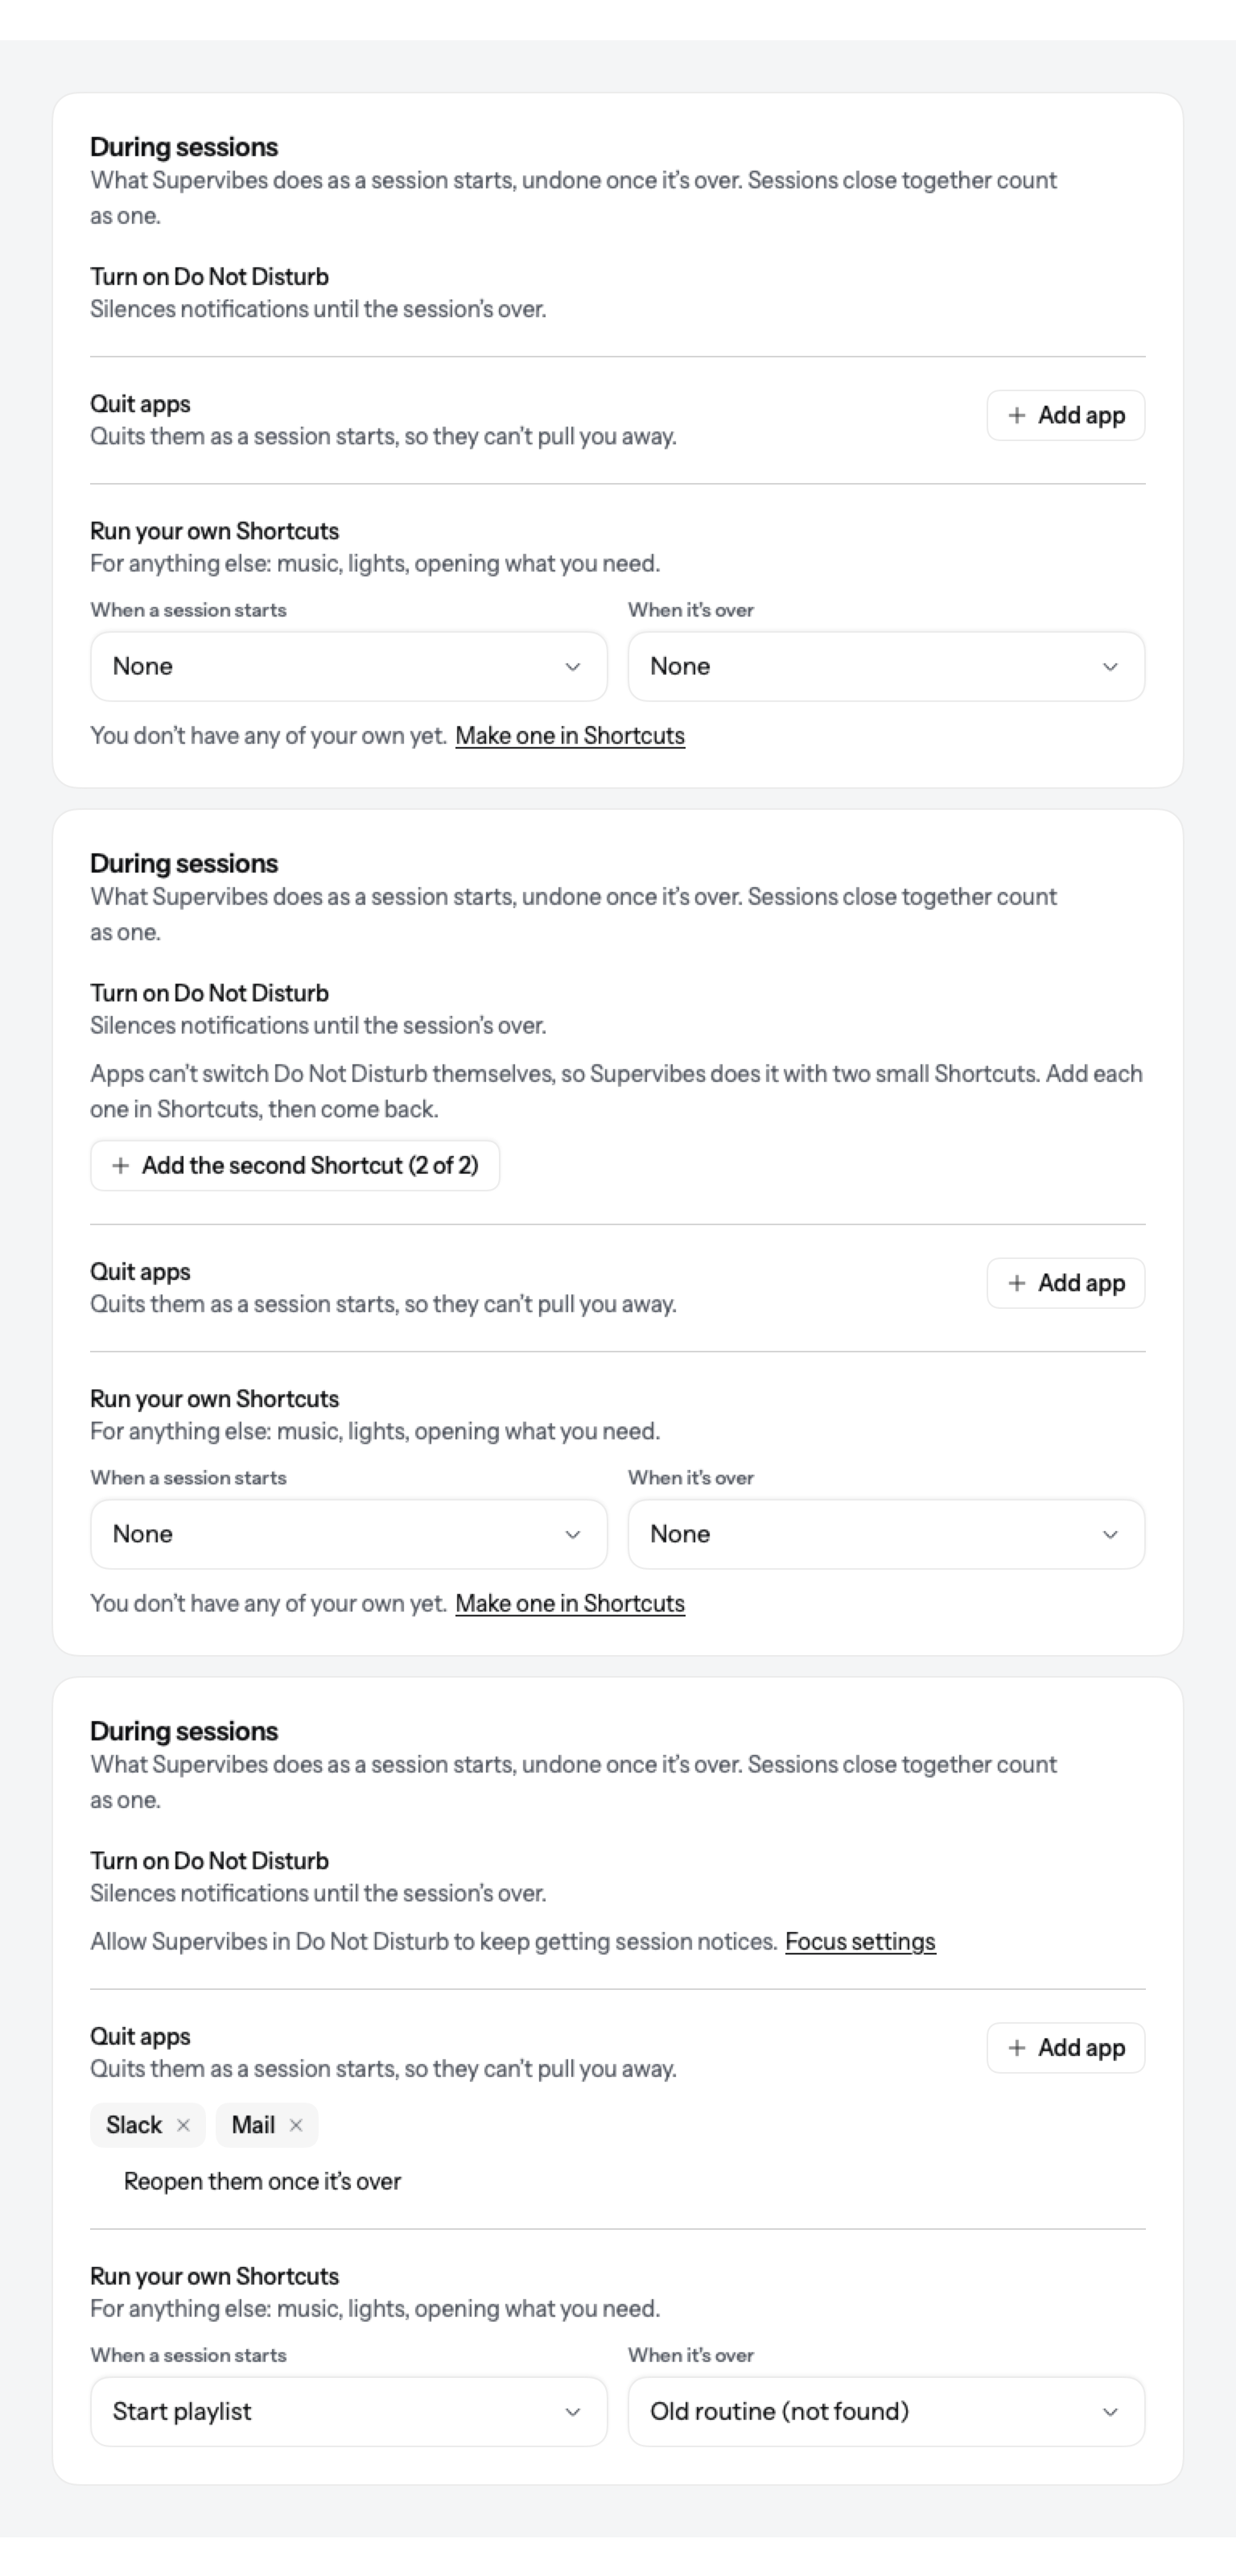 During sessions
What Supervibes does as a session starts, undone once it’s over. Sessions close together count
as one.
Turn on Do Not Disturb
Silences notifications until the session’s over.
Quit apps
Quits them as a session starts, so they can’t pull you away.
+ Add app
Run your own Shortcuts
For anything else: music, lights, opening what you need.
When a session starts
When it’s over
None
None
You don’t have any of your own yet. Make one in Shortcuts
During sessions
What Supervibes does as a session starts, undone once it’s over. Sessions close together count
as one.
Turn on Do Not Disturb
Silences notifications until the session’s over.
Apps can’t switch Do Not Disturb themselves, so Supervibes does it with two small Shortcuts. Add each
one in Shortcuts, then come back.
+ Add the second Shortcut (2 of 2)
Quit apps
Quits them as a session starts, so they can’t pull you away.
+ Add app
Run your own Shortcuts
For anything else: music, lights, opening what you need.
When a session starts
When it’s over
None
None
You don’t have any of your own yet. Make one in Shortcuts
During sessions
What Supervibes does as a session starts, undone once it’s over. Sessions close together count
as one.
Turn on Do Not Disturb
Silences notifications until the session’s over.
Allow Supervibes in Do Not Disturb to keep getting session notices. Focus settings
Quit apps
Quits them as a session starts, so they can’t pull you away.
+ Add app
Slack ×
Mail ×
Reopen them once it’s over
Run your own Shortcuts
For anything else: music, lights, opening what you need.
When a session starts
When it’s over
Start playlist
Old routine (not found)